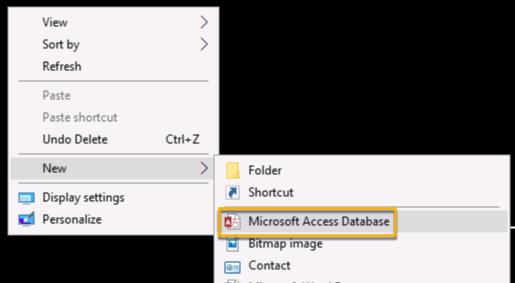 View
Sort by
Refresh
Paste
Paste shortcut
Undo Delete Ctrl+Z
New
Display settings
Personalize
Folder
Shortcut
Microsoft Access Database
Bitmap image
Contact